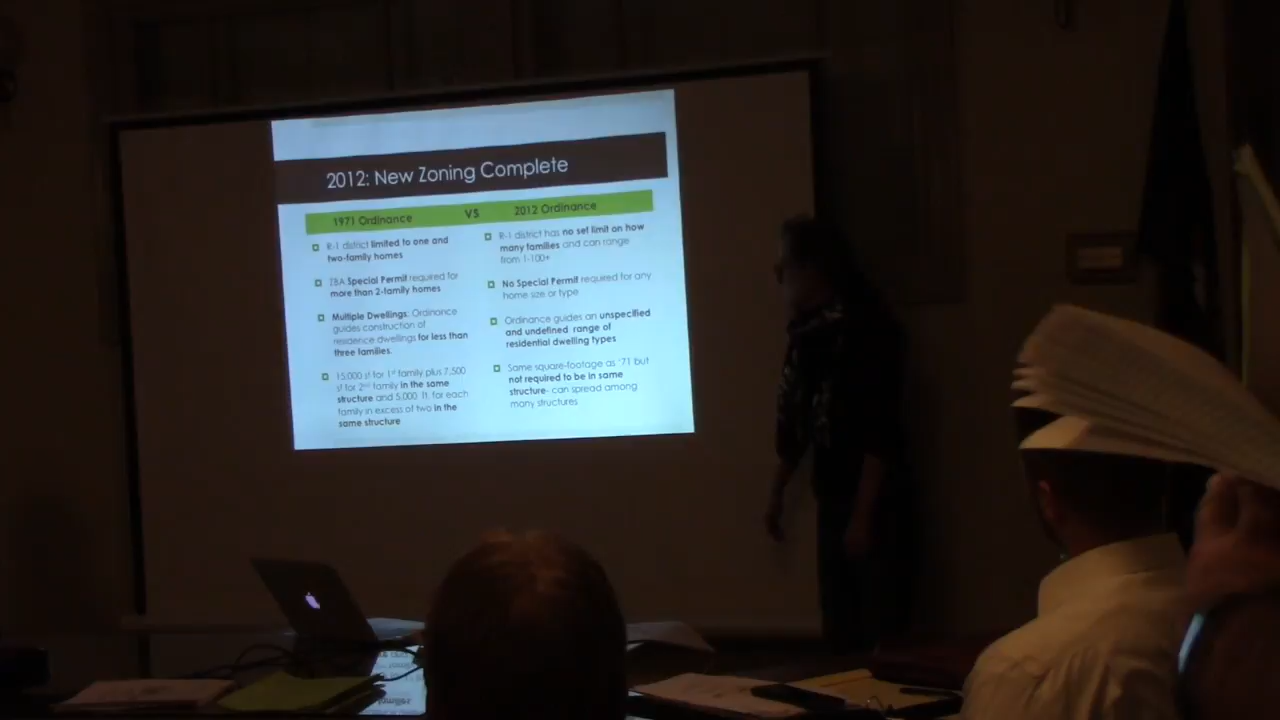 2012: New Zoning Complete
1971 Ordinance VS 2012 Ordinance
R-1 district limited to one and
two-family homes
ZBA Special Permit required for
more than 2-family homes
Multiple Dwellings: Ordinance
guides construction of
residence dwellings for less than
three families.
15,000 sf for 1st family plus 7,500
sf for 2nd family in the same
structure and 5,000 ft. for each
family in excess of two in the
same structure
R-1 district has no set limit on how
many families and can range
from 1-100+
No Special Permit required for any
home size or type
Ordinance guides an unspecified
and undefined range of
residential dwelling types
Same square-footage as '71 but
not required to be in same
structure- can spread among
many structures